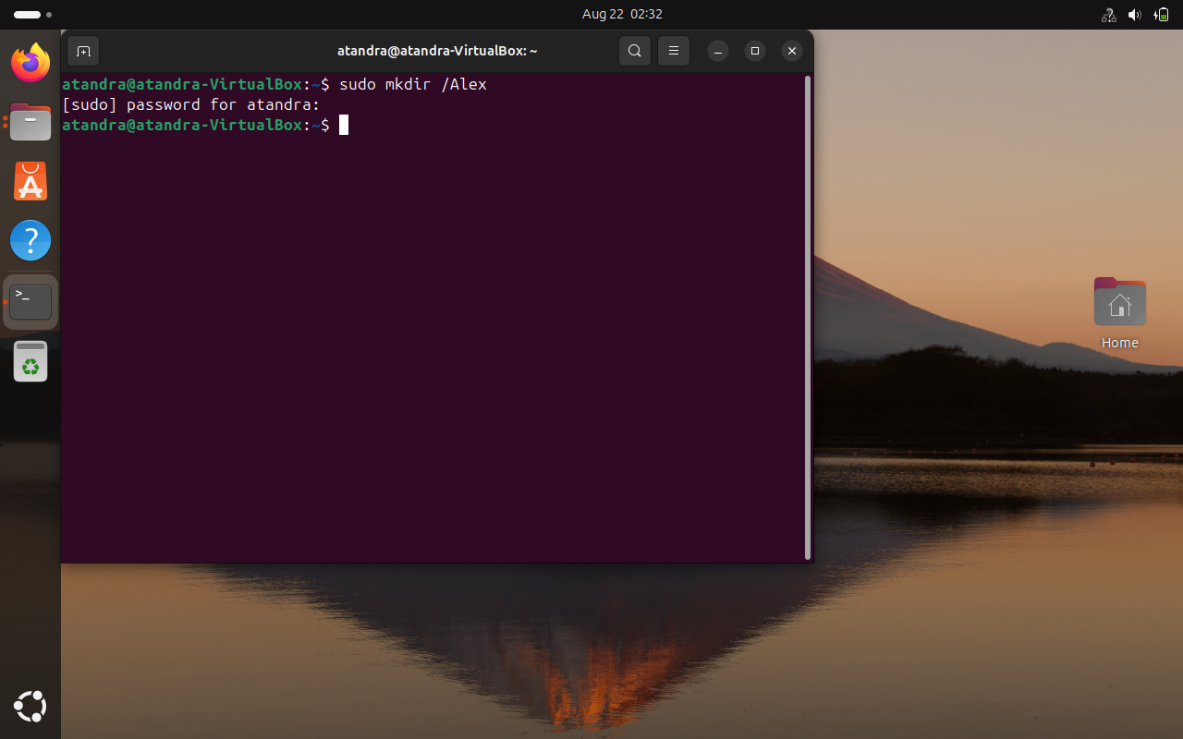 Aug 22 02:32
atandra@atandra-VirtualBox: ~
atandra@atandra-VirtualBox:~$ sudo mkdir /Alex
[sudo] password for atandra:
atandra@atandra-VirtualBox:~$
Home